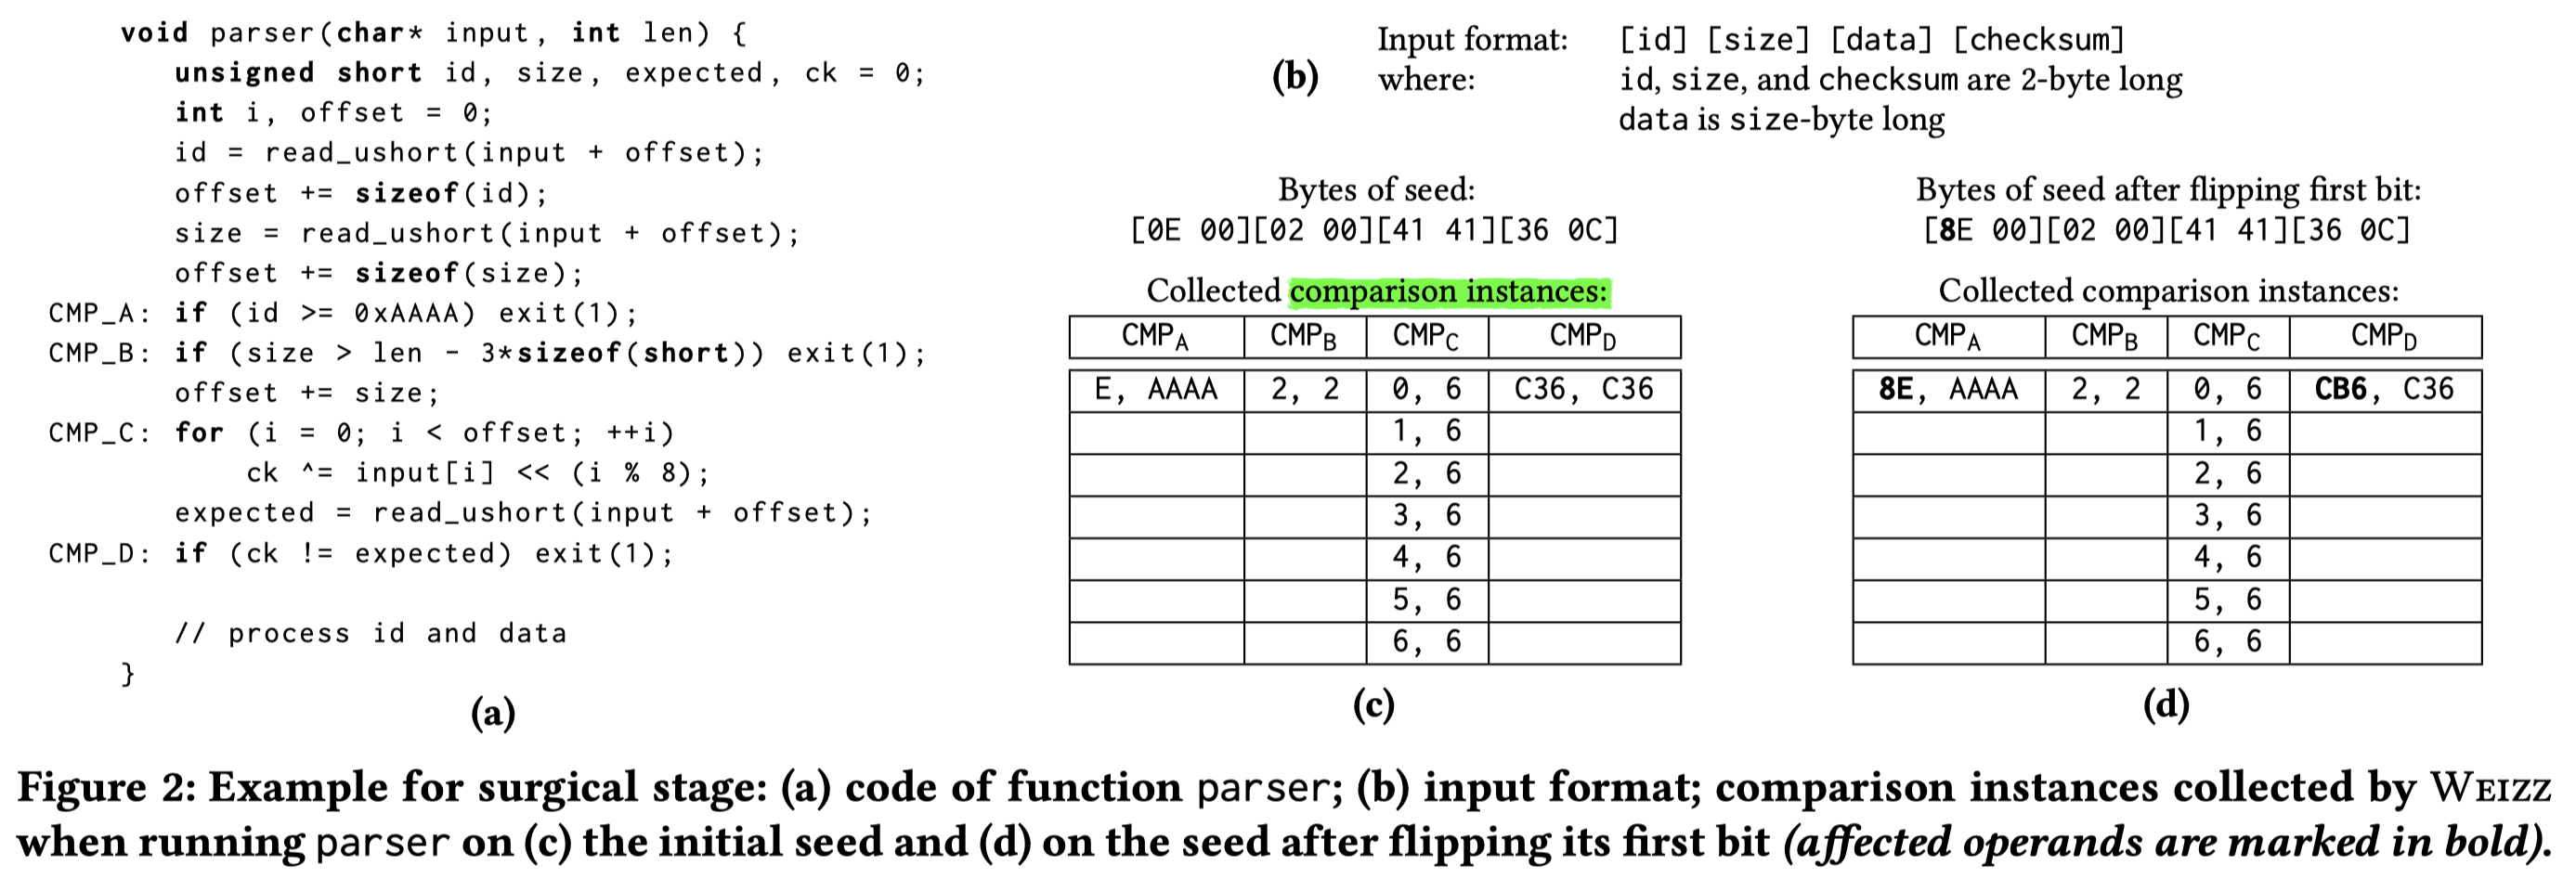 void parser(char* input, int len) {
unsigned short id, size, expected, ck = 0;
int i, offset = 0;
id = read_ushort(input + offset);
offset += sizeof(id);
size = read_ushort(input + offset);
offset += sizeof(size);
CMP_A: if (id >= 0xAAAA) exit(1);
CMP_B: if (size > len - 3*sizeof(short)) exit(1);
offset += size;
CMP_C: for (i = 0; i < offset; ++i)
ck ^= input[i] << (i % 8);
expected = read_ushort(input + offset);
CMP_D: if (ck != expected) exit(1);
// process id and data
}
(a)
(b)
Input format: [id] [size] [data] [checksum]
where: id, size, and checksum are 2-byte long
data is size-byte long
Bytes of seed:
[0E 00][02 00][41 41][36 0C]
Collected comparison instances:
CMPA CMPB CMPC CMPD
E, AAAA 2, 2 0, 6 C36, C36
1, 6
2, 6
3, 6
4, 6
5, 6
6, 6
(c)
Bytes of seed after flipping first bit:
[8E 00][02 00][41 41][36 0C]
Collected comparison instances:
CMPA CMPB CMPC CMPD
8E, AAAA 2, 2 0, 6 CB6, C36
1, 6
2, 6
3, 6
4, 6
5, 6
6, 6
(d)
Figure 2: Example for surgical stage: (a) code of function parser; (b) input format; comparison instances collected by WEIZZ
when running parser on (c) the initial seed and (d) on the seed after flipping its first bit (affected operands are marked in bold).